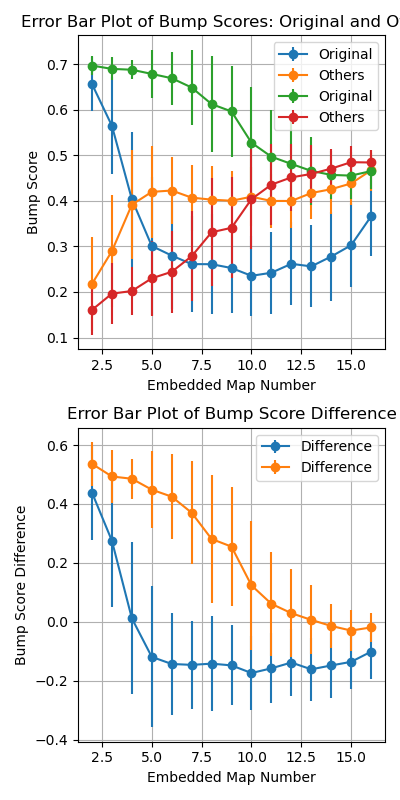 Error Bar Plot of Bump Scores: Original and O
0.7
0.6
0.5
0.4
0.3
0.2
0.1
Bump Score
Original
Others
Original
Others
2.5 5.0 7.5 10.0 12.5 15.0
Embedded Map Number
Error Bar Plot of Bump Score Difference
0.6
0.4
0.2
0.0
−0.2
−0.4
Bump Score Difference
Difference
Difference
2.5 5.0 7.5 10.0 12.5 15.0
Embedded Map Number